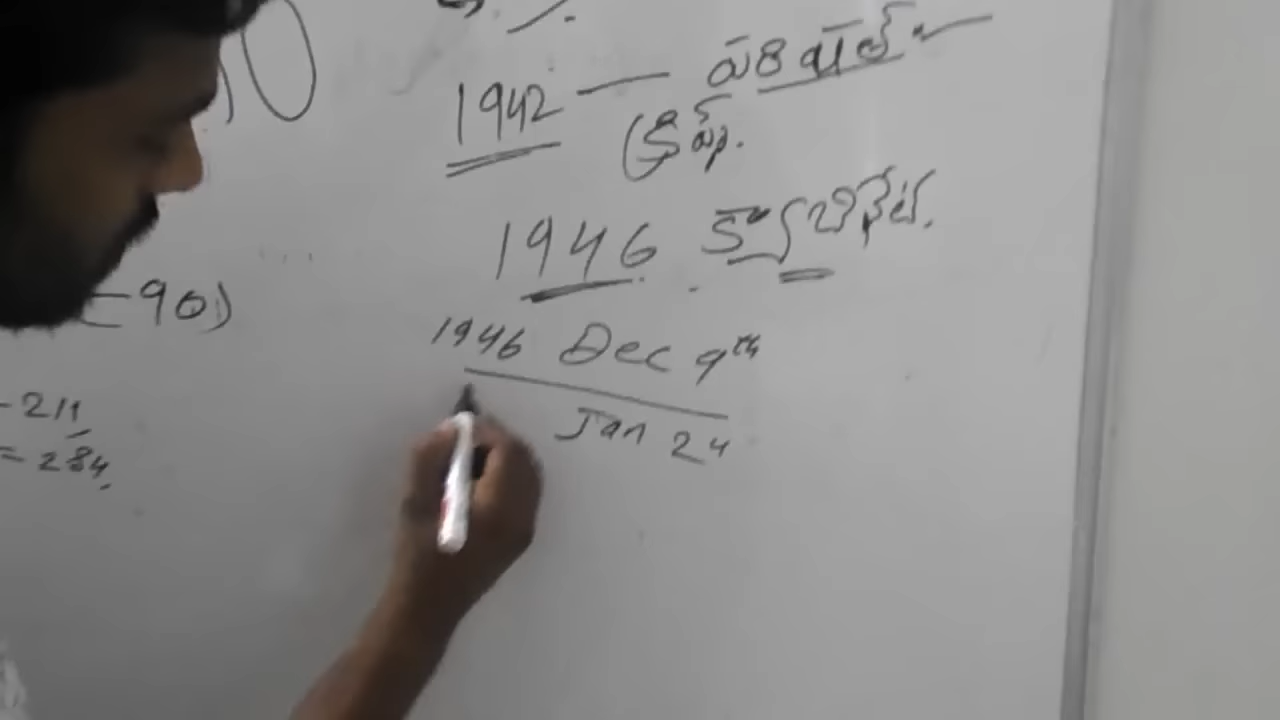 1942 —
క్రిప్స్.
1946 క్యాబినేట్.
1946 Dec 9th
Jan 24
-90)
- 211
= 284,